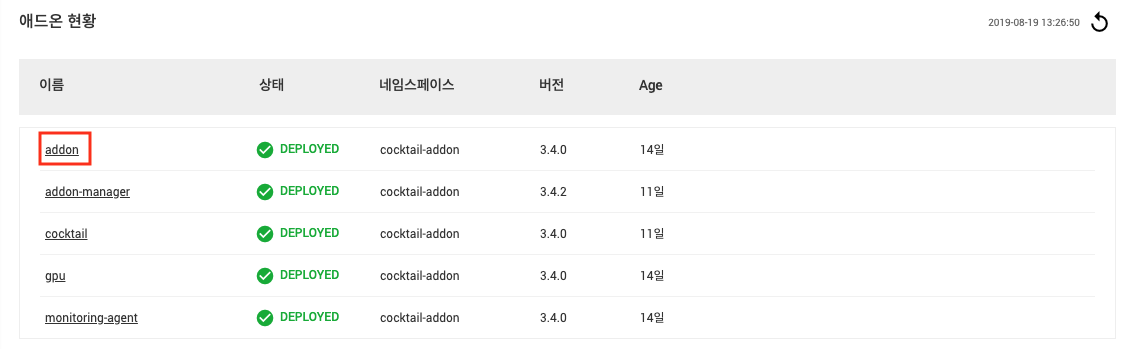 애드온 현황
2019-08-19 13:26:50
이름 상태 네임스페이스 버전 Age
addon DEPLOYED cocktail-addon 3.4.0 14일
addon-manager DEPLOYED cocktail-addon 3.4.2 11일
cocktail DEPLOYED cocktail-addon 3.4.0 11일
gpu DEPLOYED cocktail-addon 3.4.0 14일
monitoring-agent DEPLOYED cocktail-addon 3.4.0 14일